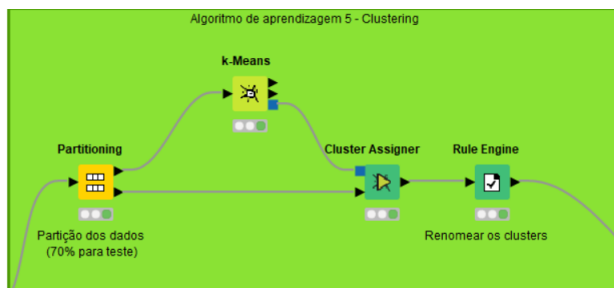 Algoritmo de aprendizagem 5 - Clustering
k-Means
Partitioning
Cluster Assigner
Rule Engine
Partição dos dados
(70% para teste)
Renomear os clusters